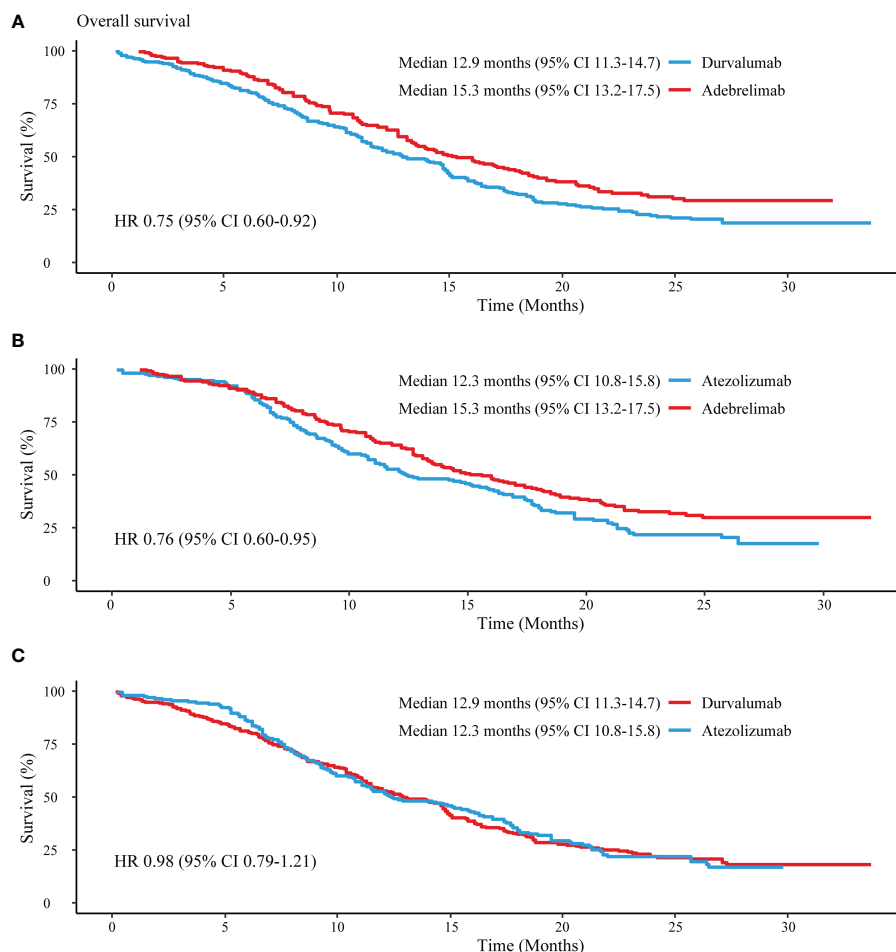 A
Overall survival
100
75
50
25
0
Survival (%)
Median 12.9 months (95% CI 11.3-14.7) Durvalumab
Median 15.3 months (95% CI 13.2-17.5) Adebrelimab
HR 0.75 (95% CI 0.60-0.92)
0 5 10 15 20 25 30
Time (Months)
B
100
75
50
25
0
Survival (%)
Median 12.3 months (95% CI 10.8-15.8) Atezolizumab
Median 15.3 months (95% CI 13.2-17.5) Adebrelimab
HR 0.76 (95% CI 0.60-0.95)
0 5 10 15 20 25 30
Time (Months)
C
100
75
50
25
0
Survival (%)
Median 12.9 months (95% CI 11.3-14.7) Durvalumab
Median 12.3 months (95% CI 10.8-15.8) Atezolizumab
HR 0.98 (95% CI 0.79-1.21)
0 5 10 15 20 25 30
Time (Months)